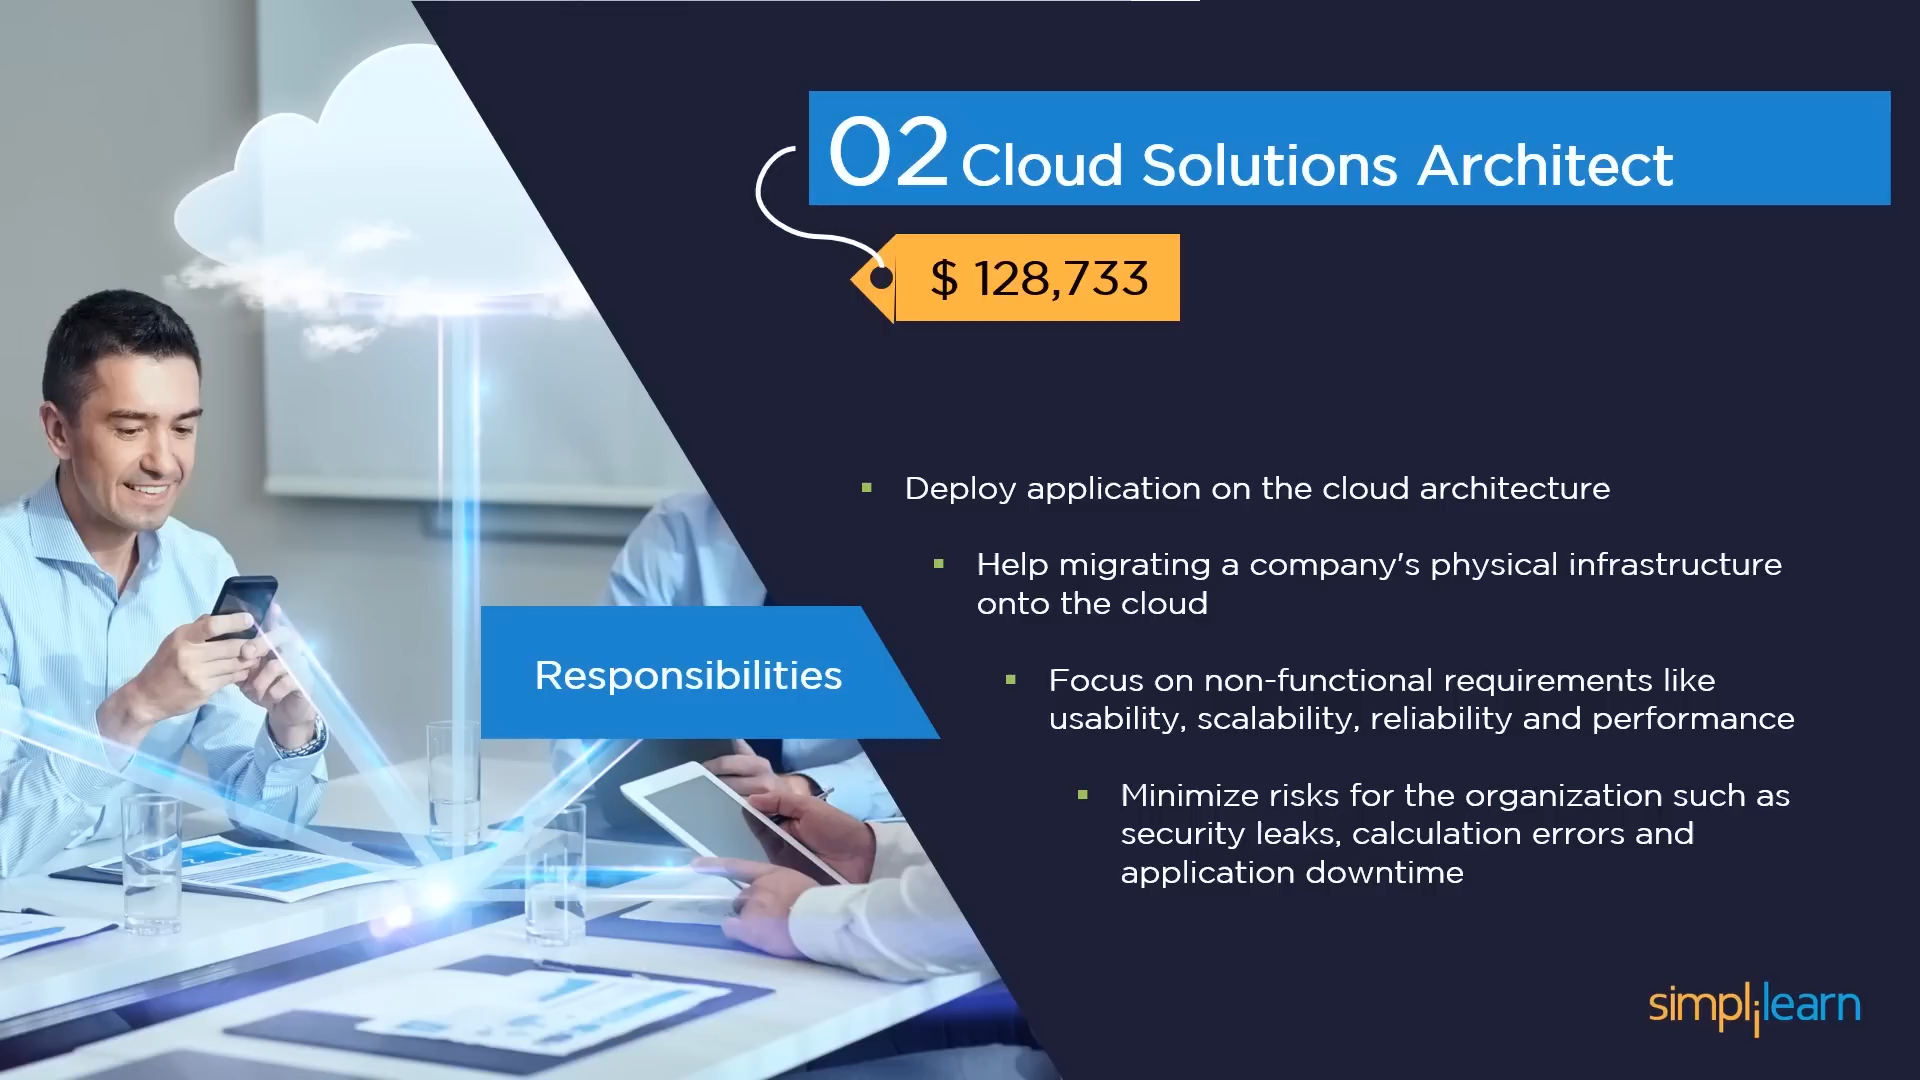 02 Cloud Solutions Architect
$ 128,733
Responsibilities
Deploy application on the cloud architecture
Help migrating a company's physical infrastructure
onto the cloud
Focus on non-functional requirements like
usability, scalability, reliability and performance
Minimize risks for the organization such as
security leaks, calculation errors and
application downtime
simplilearn